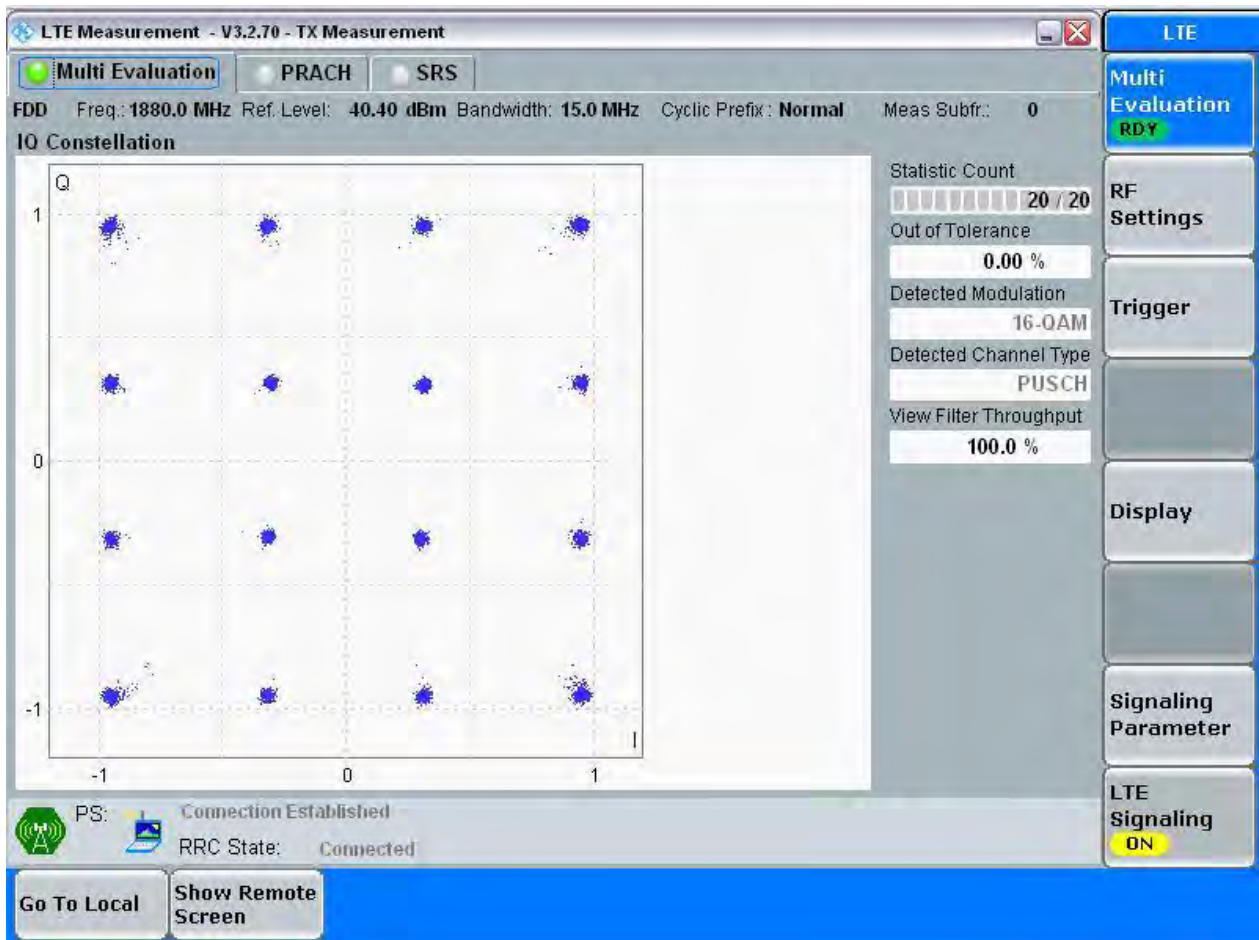 LTE Measurement - V3.2.70 - TX Measurement
LTE
Multi Evaluation PRACH SRS
FDD Freq.: 1880.0 MHz Ref. Level: 40.40 dBm Bandwidth: 15.0 MHz Cyclic Prefix : Normal Meas Subfr.: 0
IQ Constellation
Q
1
0
-1
I
-1 0 1
Statistic Count
20 / 20
Out of Tolerance
0.00 %
Detected Modulation
16-QAM
Detected Channel Type
PUSCH
View Filter Throughput
100.0 %
Multi
Evaluation
RDY
RF
Settings
Trigger
Display
Signaling
Parameter
LTE
Signaling
ON
PS: Connection Established
RRC State: Connected
Go To Local
Show Remote
Screen